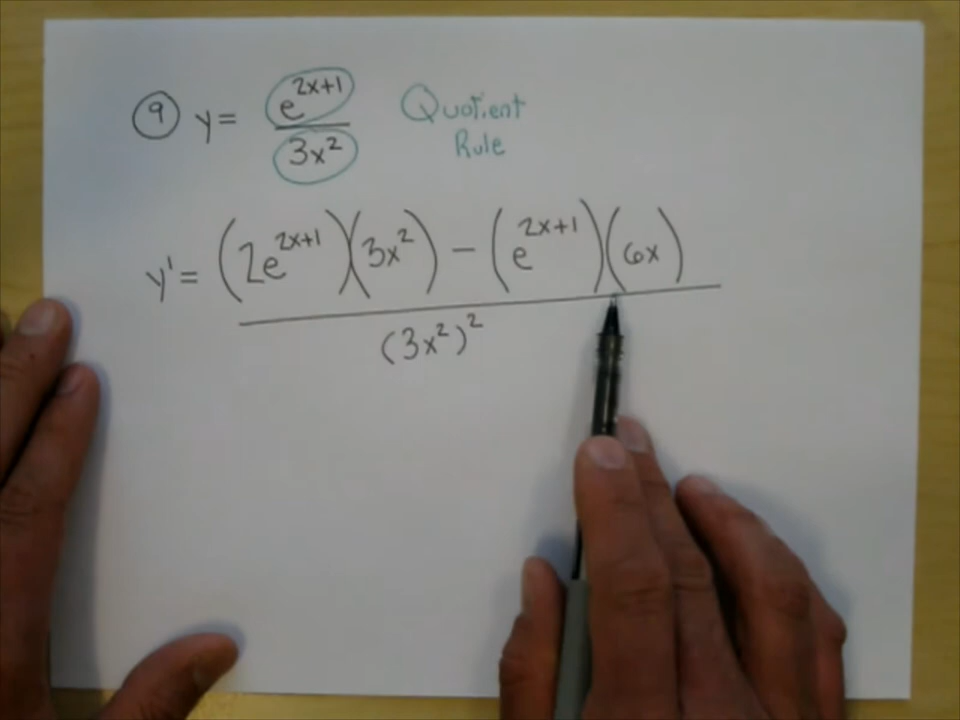 ⑨ y = e^{2x+1} / 3x² Quotient Rule
y' = (2e^{2x+1})(3x²) − (e^{2x+1})(6x)
(3x²)²